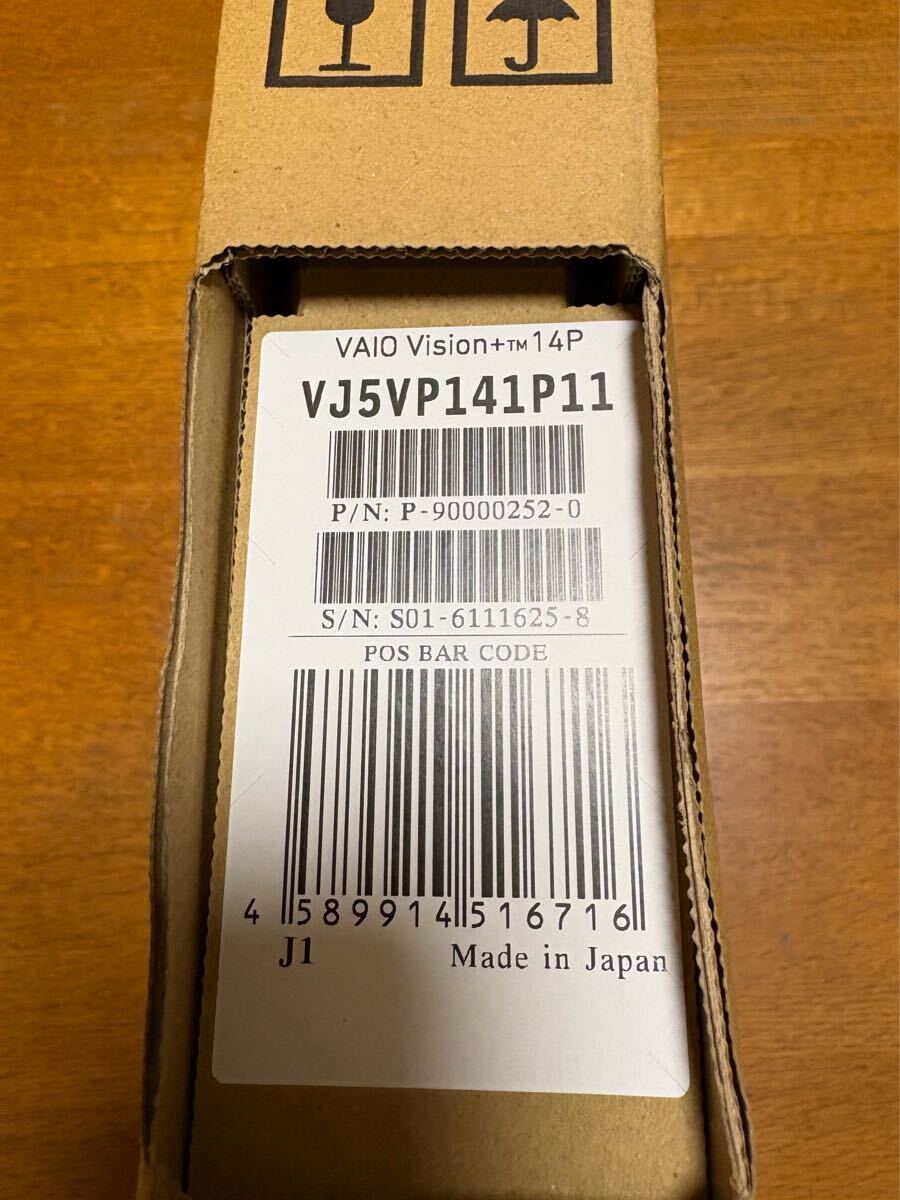 VAIO Vision+™14P
VJ5VP141P11
P/N: P-90000252-0
S/N: S01-6111625-8
POS BAR CODE
4 589914 516716
J1 Made in Japan